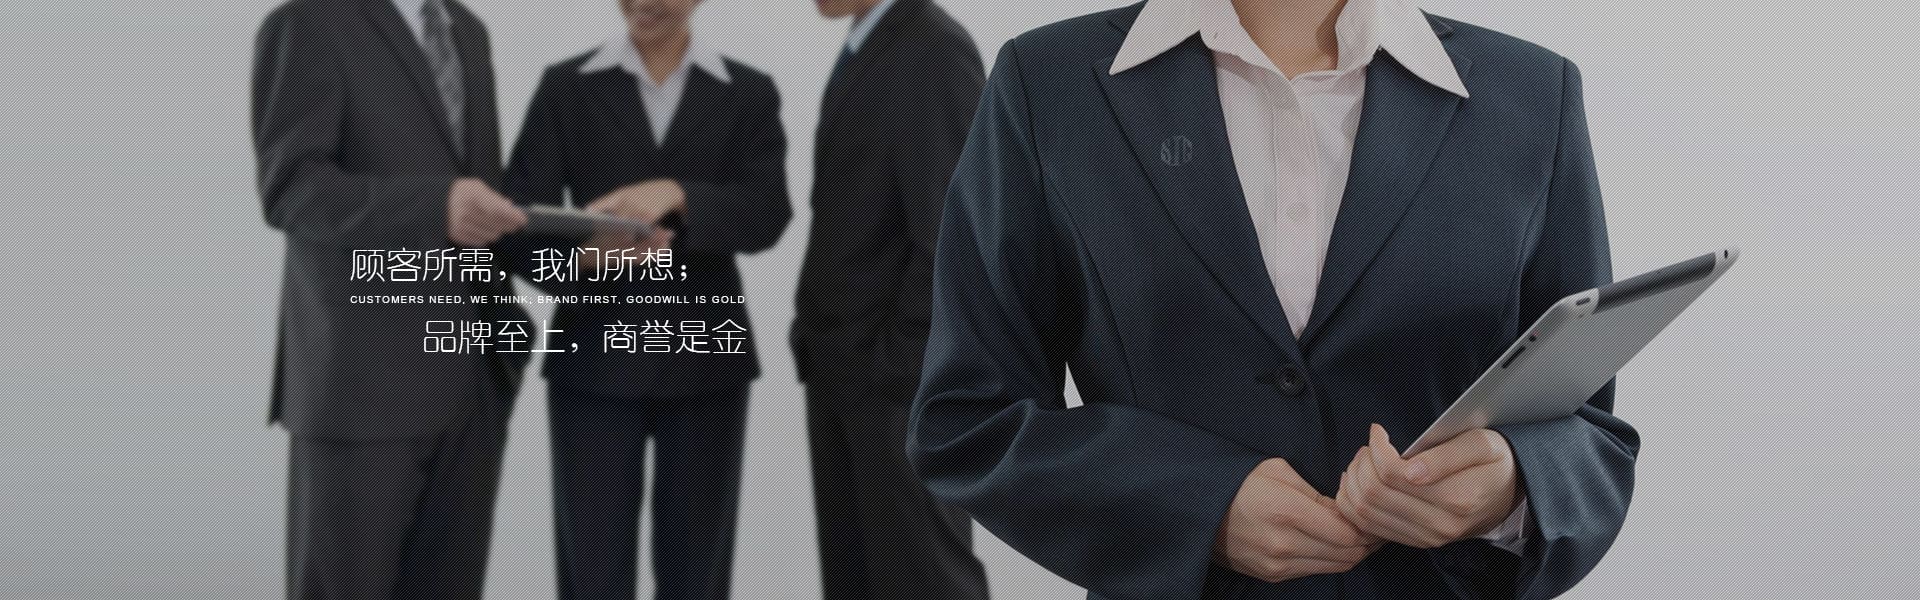 顾客所需，我们所想；
CUSTOMERS NEED, WE THINK; BRAND FIRST, GOODWILL IS GOLD
品牌至上，商誉是金